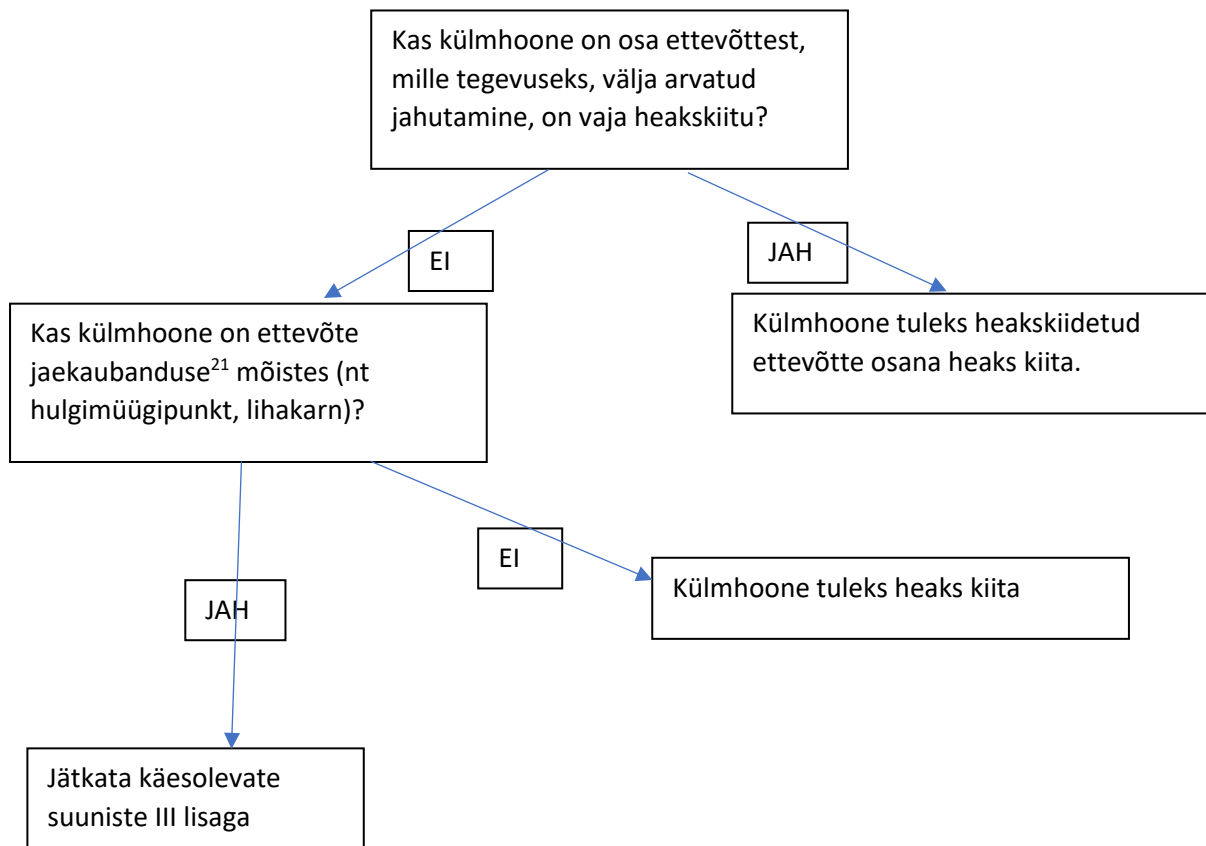 Kas külmhoone on osa ettevõttest,
mille tegevuseks, välja arvatud
jahutamine, on vaja heakskiitu?
EI
JAH
Kas külmhoone on ettevõte
jaekaubanduse²¹ mõistes (nt
hulgimüügipunkt, lihakarn)?
Külmhoone tuleks heakskiidetud
ettevõtte osana heaks kiita.
JAH
EI
Külmhoone tuleks heaks kiita
Jätkata käesolevate
suuniste III lisaga